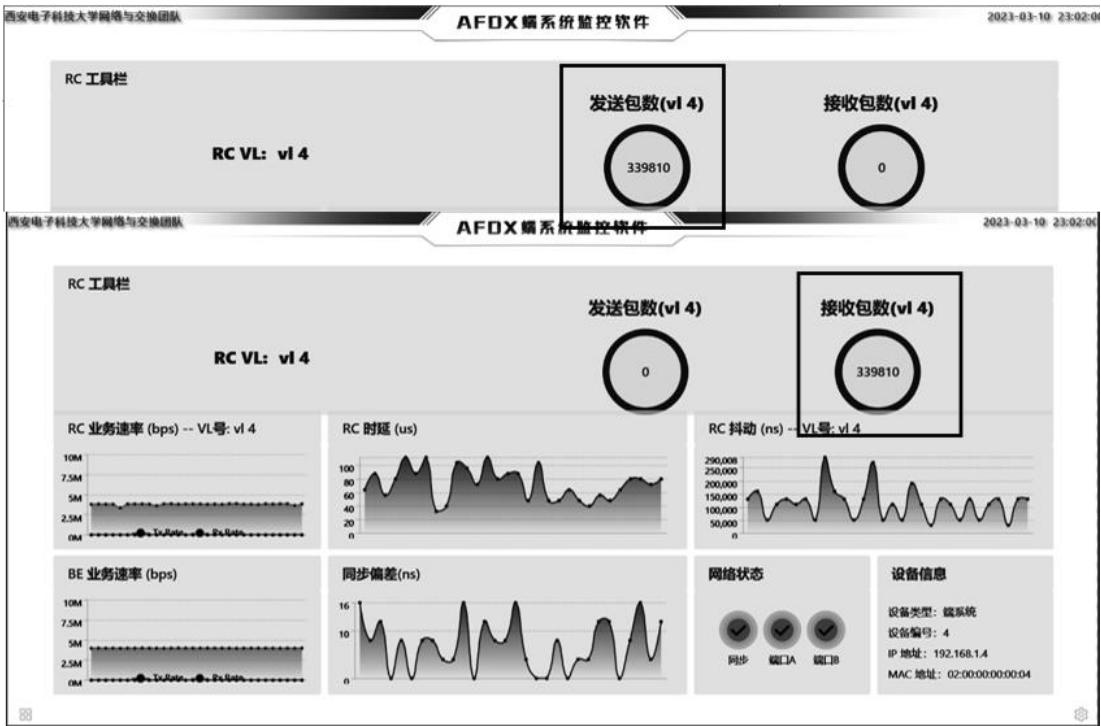 西安电子科技大学网络与交换团队
AFDX端系统监控软件
2023-03-10 23:02:00
RC 工具栏
发送包数(vl 4)
接收包数(vl 4)
RC VL: vl 4
339810
0
西安电子科技大学网络与交换团队
AFDX端系统监控软件
2023-03-10 23:02:00
RC 工具栏
发送包数(vl 4)
接收包数(vl 4)
RC VL: vl 4
0
339810
RC 业务速率 (bps) -- VL号: vl 4
10M
7.5M
5M
2.5M
0M
Tx Rate
Rx Rate
RC 时延 (us)
100
80
60
40
20
0
RC 抖动 (ns) -- VL号: vl 4
290,008
250,000
200,000
150,000
100,000
50,000
0
BE 业务速率 (bps)
10M
7.5M
5M
2.5M
0M
Tx Rate
Rx Rate
同步偏差(ns)
16
10
0
网络状态
同步
端口A
端口B
设备信息
设备类型：端系统
设备编号：4
IP 地址：192.168.1.4
MAC 地址：02:00:00:00:00:04